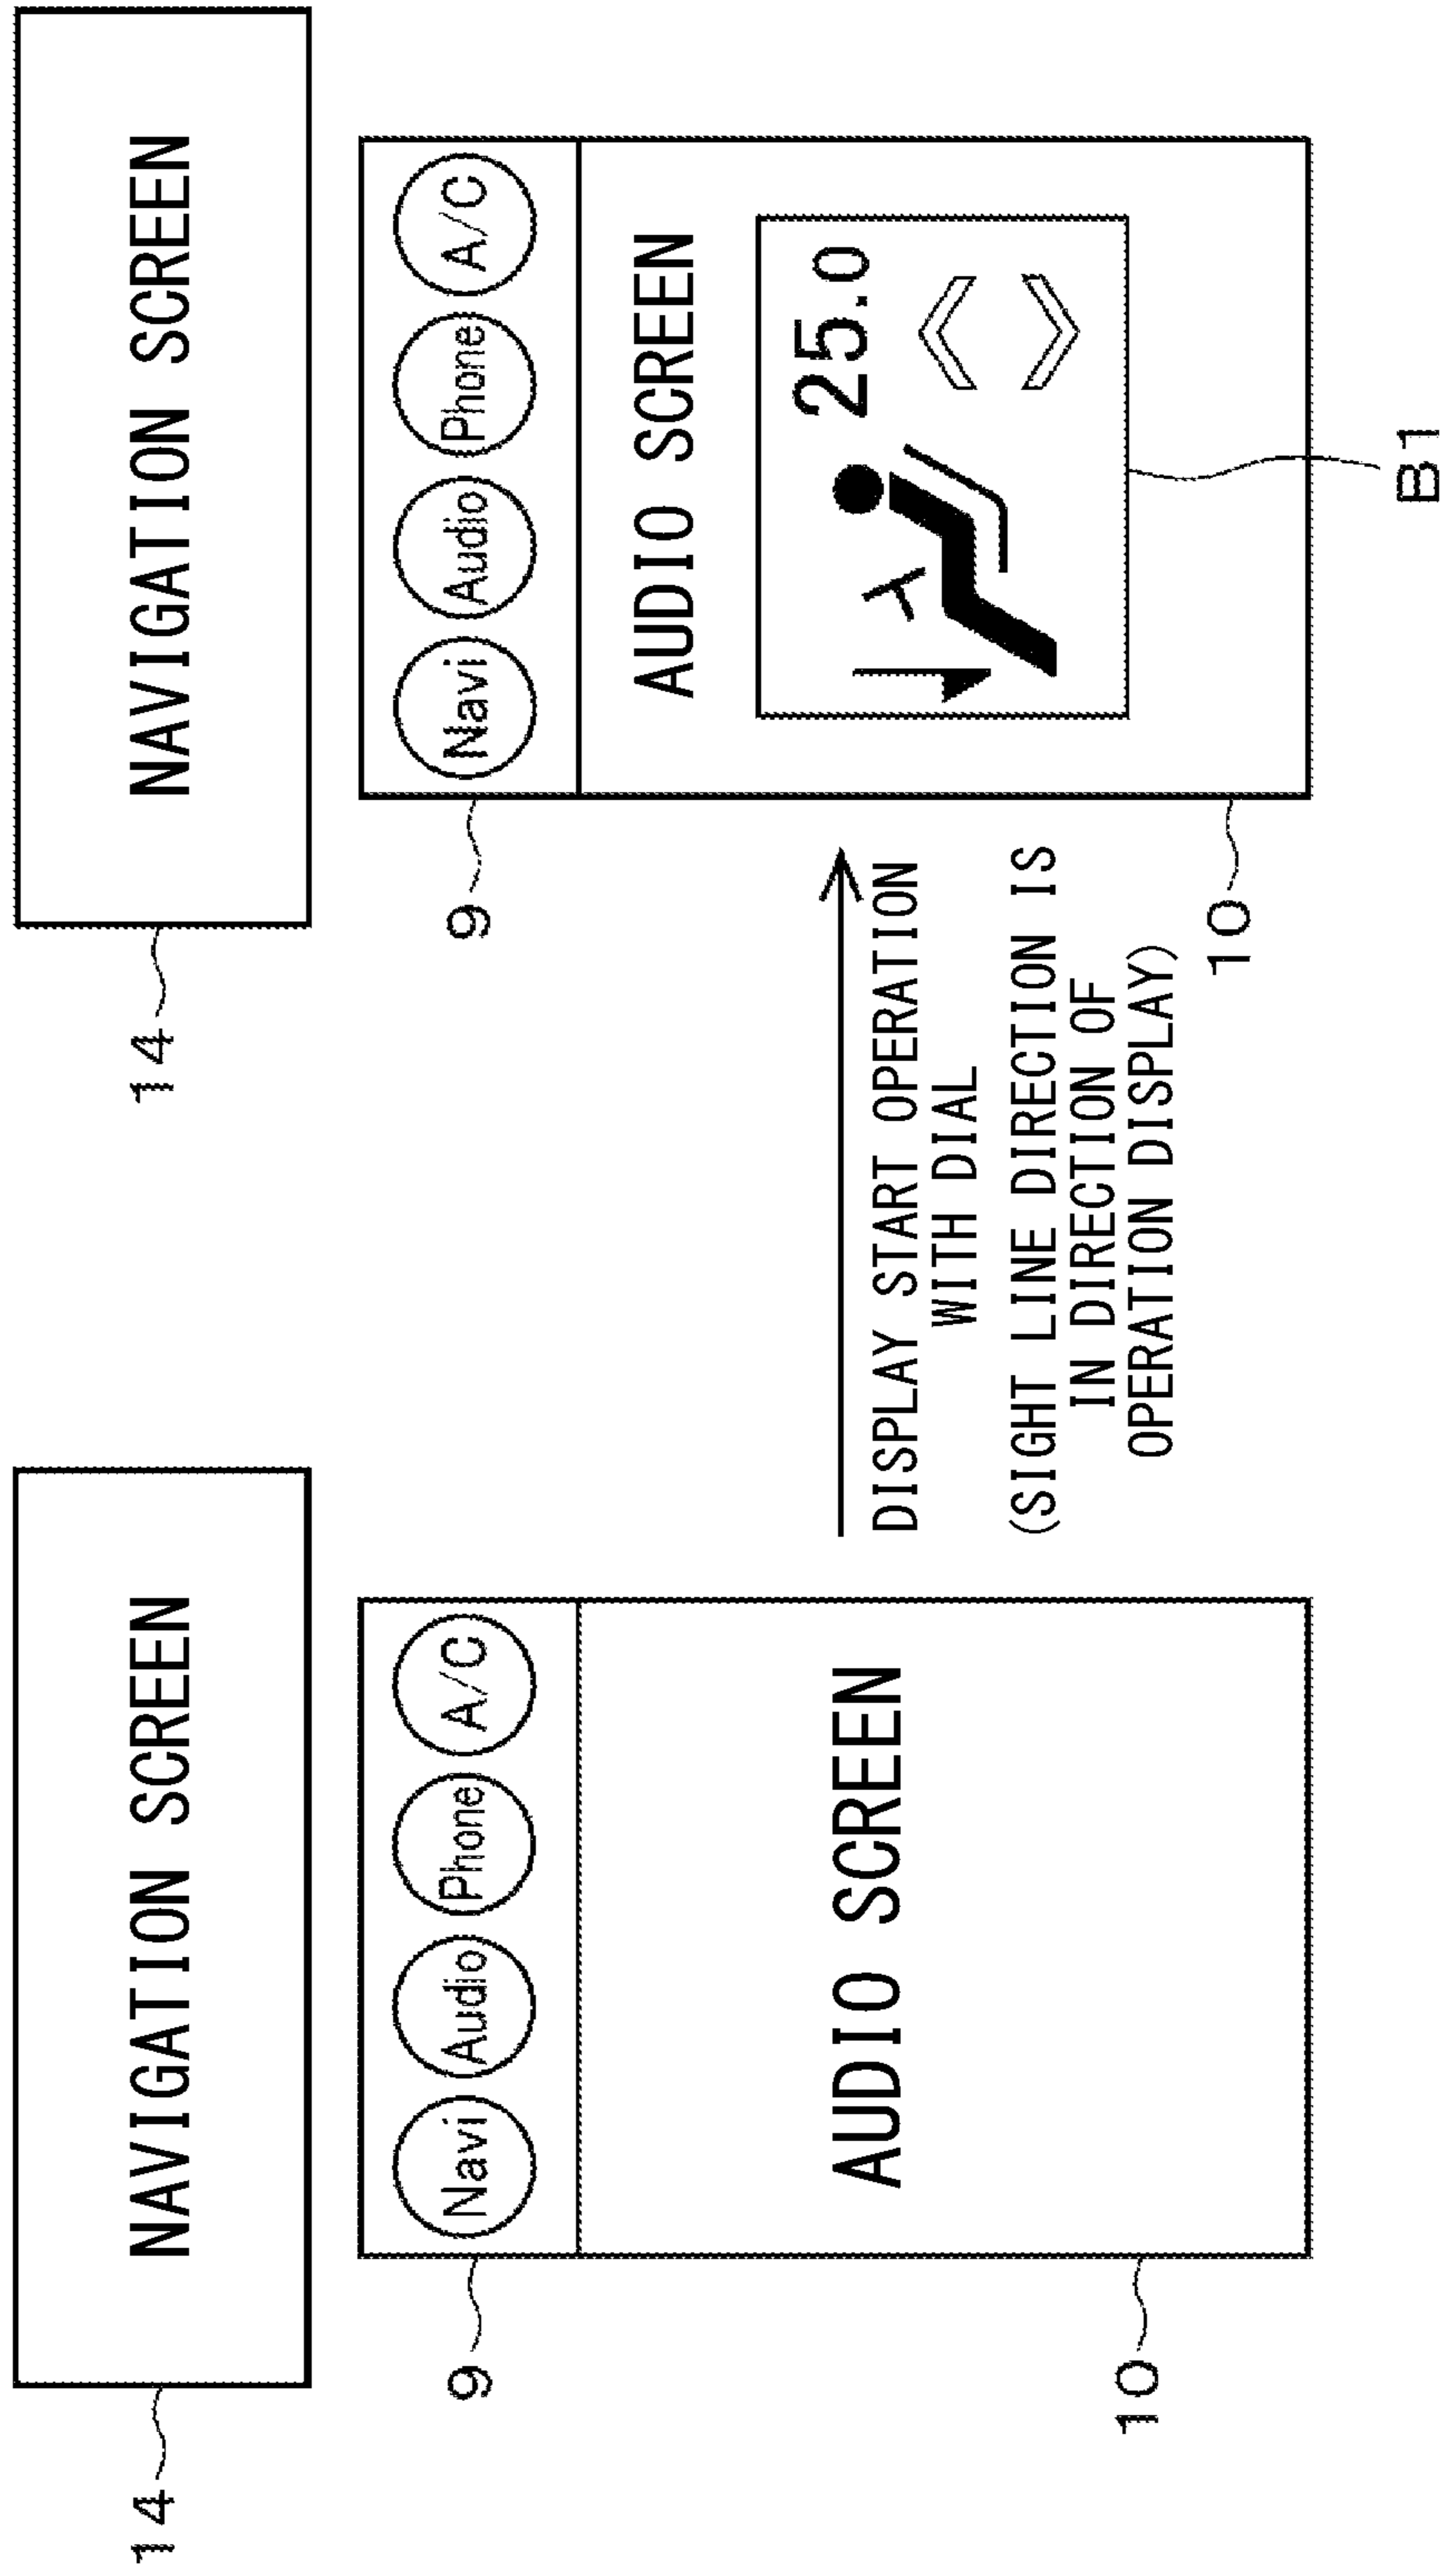 NAVIGATION SCREEN
14
Navi Audio Phone A/C
9
AUDIO SCREEN
10
DISPLAY START OPERATION
WITH DIAL
(SIGHT LINE DIRECTION IS
IN DIRECTION OF
OPERATION DISPLAY)
NAVIGATION SCREEN
14
Navi Audio Phone A/C
9
AUDIO SCREEN
25.0
10
B1